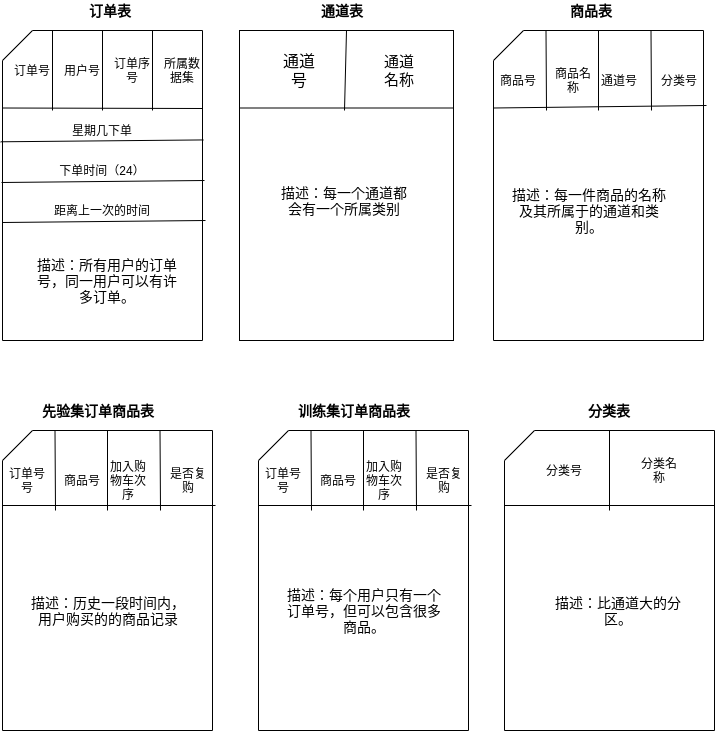 订单表
订单号
用户号
订单序
号
所属数
据集
星期几下单
下单时间（24）
距离上一次的时间
描述：所有用户的订单
号，同一用户可以有许
多订单。
通道表
通道
号
通道
名称
描述：每一个通道都
会有一个所属类别
商品表
商品号
商品名
称
通道号
分类号
描述：每一件商品的名称
及其所属于的通道和类
别。
先验集订单商品表
订单号
号
商品号
加入购
物车次
序
是否复
购
描述：历史一段时间内，
用户购买的的商品记录
训练集订单商品表
订单号
号
商品号
加入购
物车次
序
是否复
购
描述：每个用户只有一个
订单号，但可以包含很多
商品。
分类表
分类号
分类名
称
描述：比通道大的分
区。